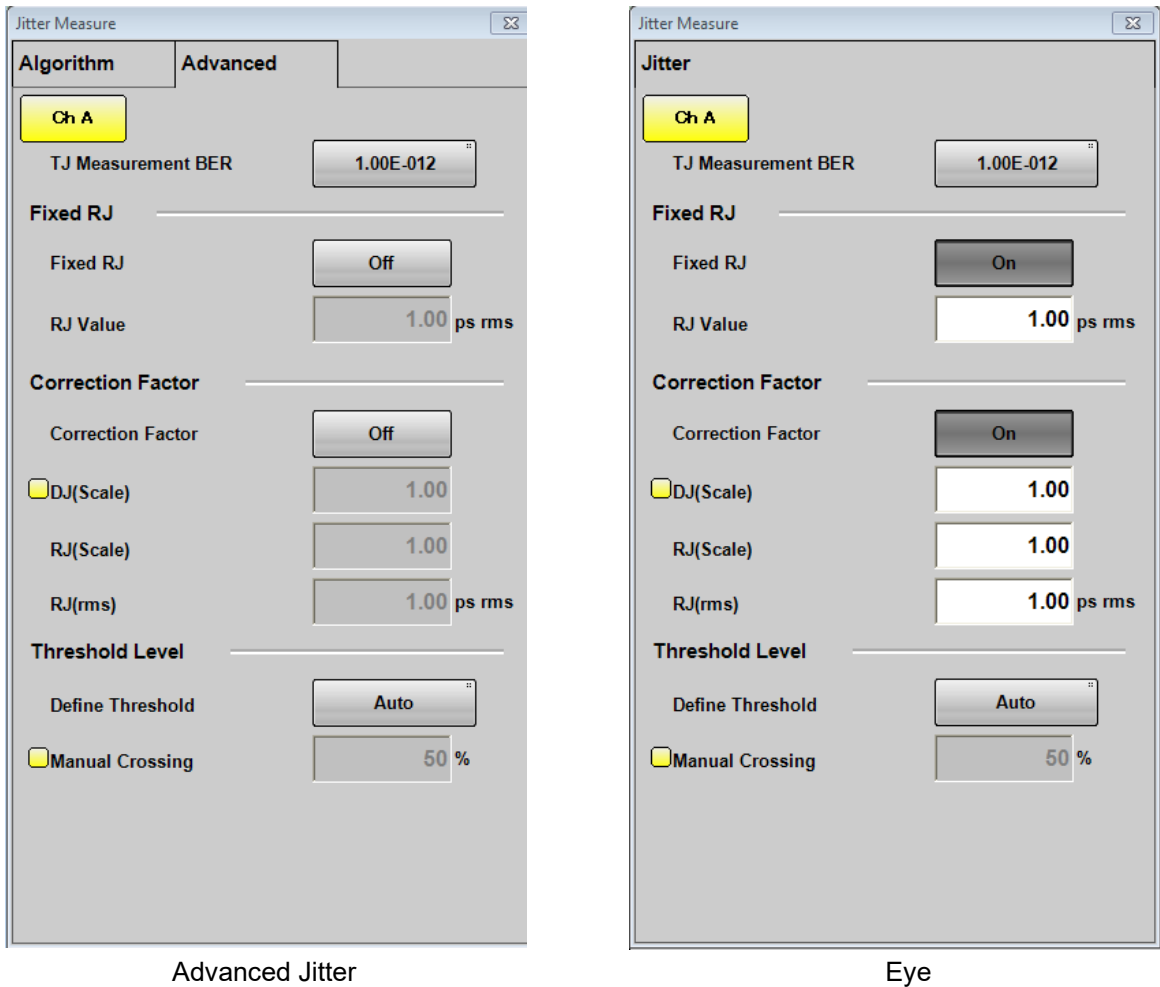 Jitter Measure
Algorithm Advanced
Ch A
TJ Measurement BER 1.00E-012
Fixed RJ
Fixed RJ Off
RJ Value 1.00 ps rms
Correction Factor
Correction Factor Off
DJ(Scale) 1.00
RJ(Scale) 1.00
RJ(rms) 1.00 ps rms
Threshold Level
Define Threshold Auto
Manual Crossing 50 %
Advanced Jitter
Jitter Measure
Jitter
Ch A
TJ Measurement BER 1.00E-012
Fixed RJ
Fixed RJ On
RJ Value 1.00 ps rms
Correction Factor
Correction Factor On
DJ(Scale) 1.00
RJ(Scale) 1.00
RJ(rms) 1.00 ps rms
Threshold Level
Define Threshold Auto
Manual Crossing 50 %
Eye